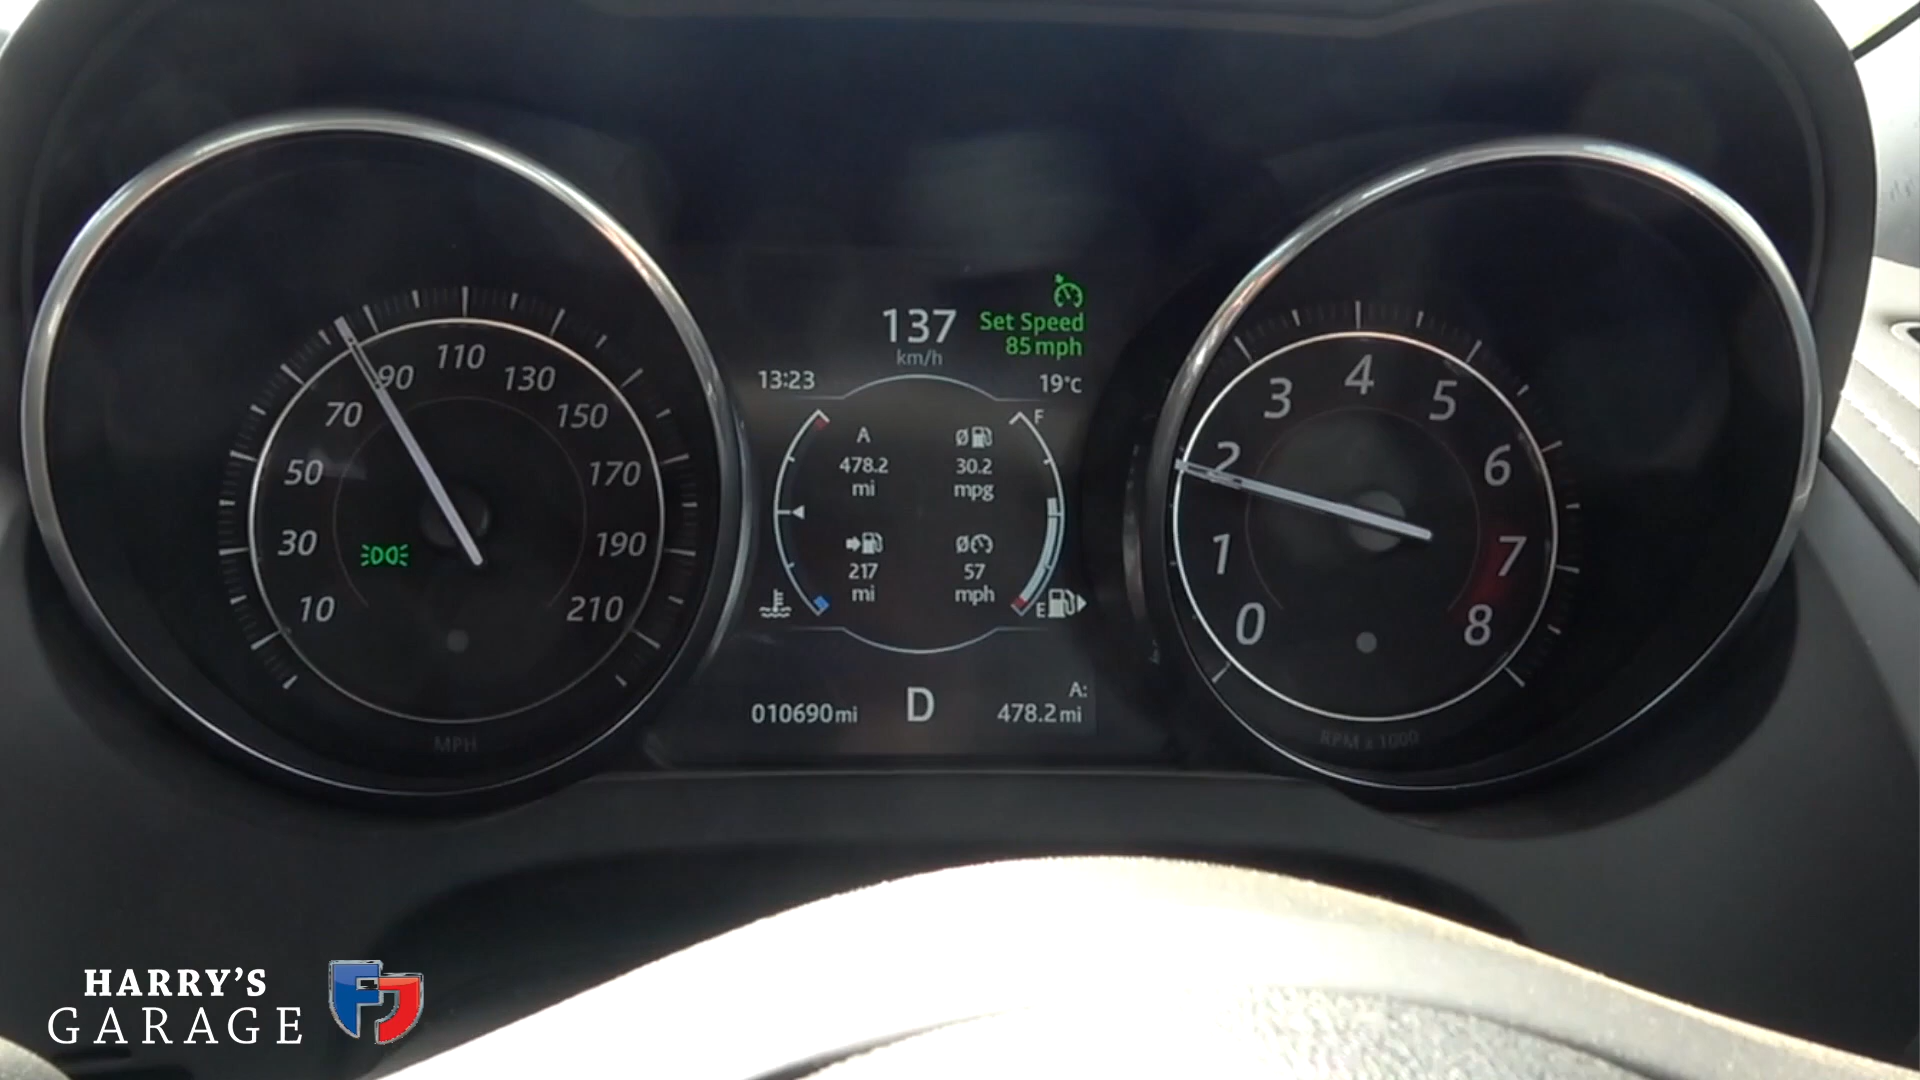 10
30
50
70
90
110
130
150
170
190
210
MPH
137
km/h
Set Speed
85 mph
13:23
19°C
A
478.2
mi
30.2
mpg
217
mi
57
mph
F
E
010690 mi
D
A:
478.2 mi
0
1
2
3
4
5
6
7
8
RPM x 1000
HARRY'S
GARAGE